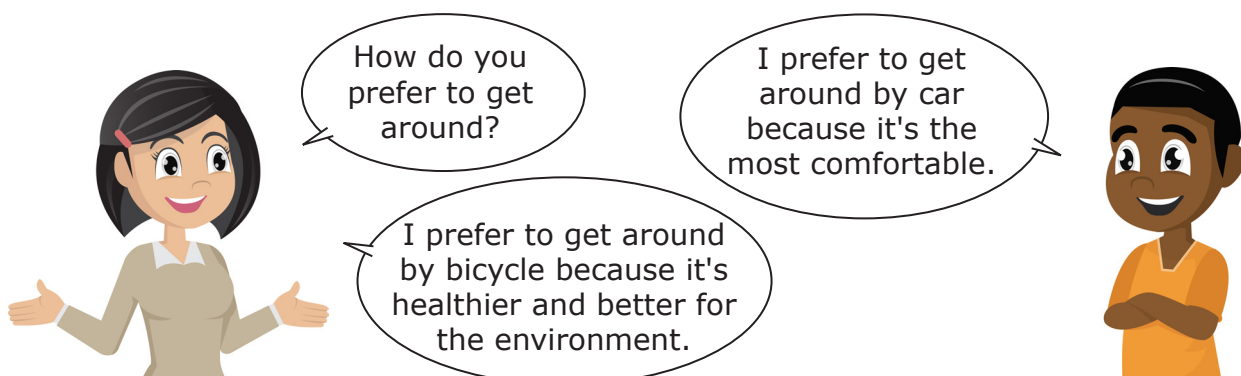 How do you
prefer to get
around?
I prefer to get
around by car
because it's the
most comfortable.
I prefer to get around
by bicycle because it's
healthier and better for
the environment.